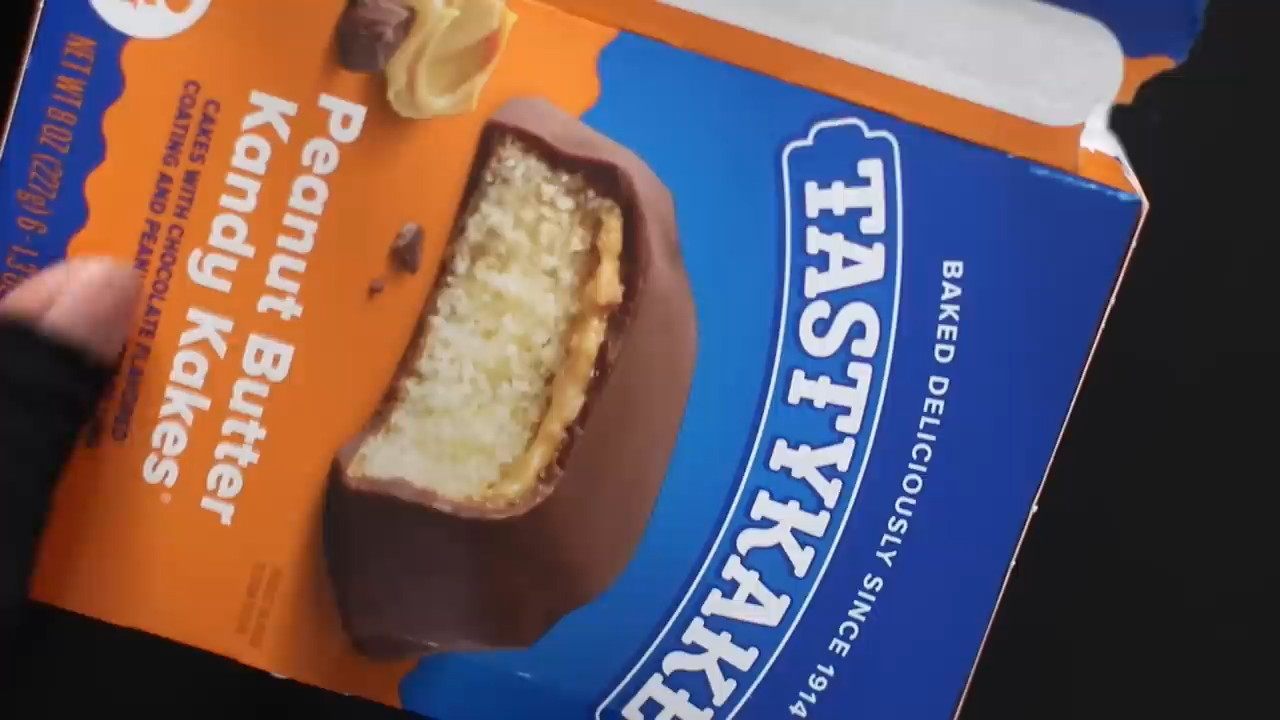 BAKED DELICIOUSLY SINCE 1914
TASTYKAKE
Peanut Butter
Kandy Kakes
CAKES WITH CHOCOLATE FLAVORED
COATING AND PEAN
NET WT 8 OZ (227g) 6 - 1.3 O